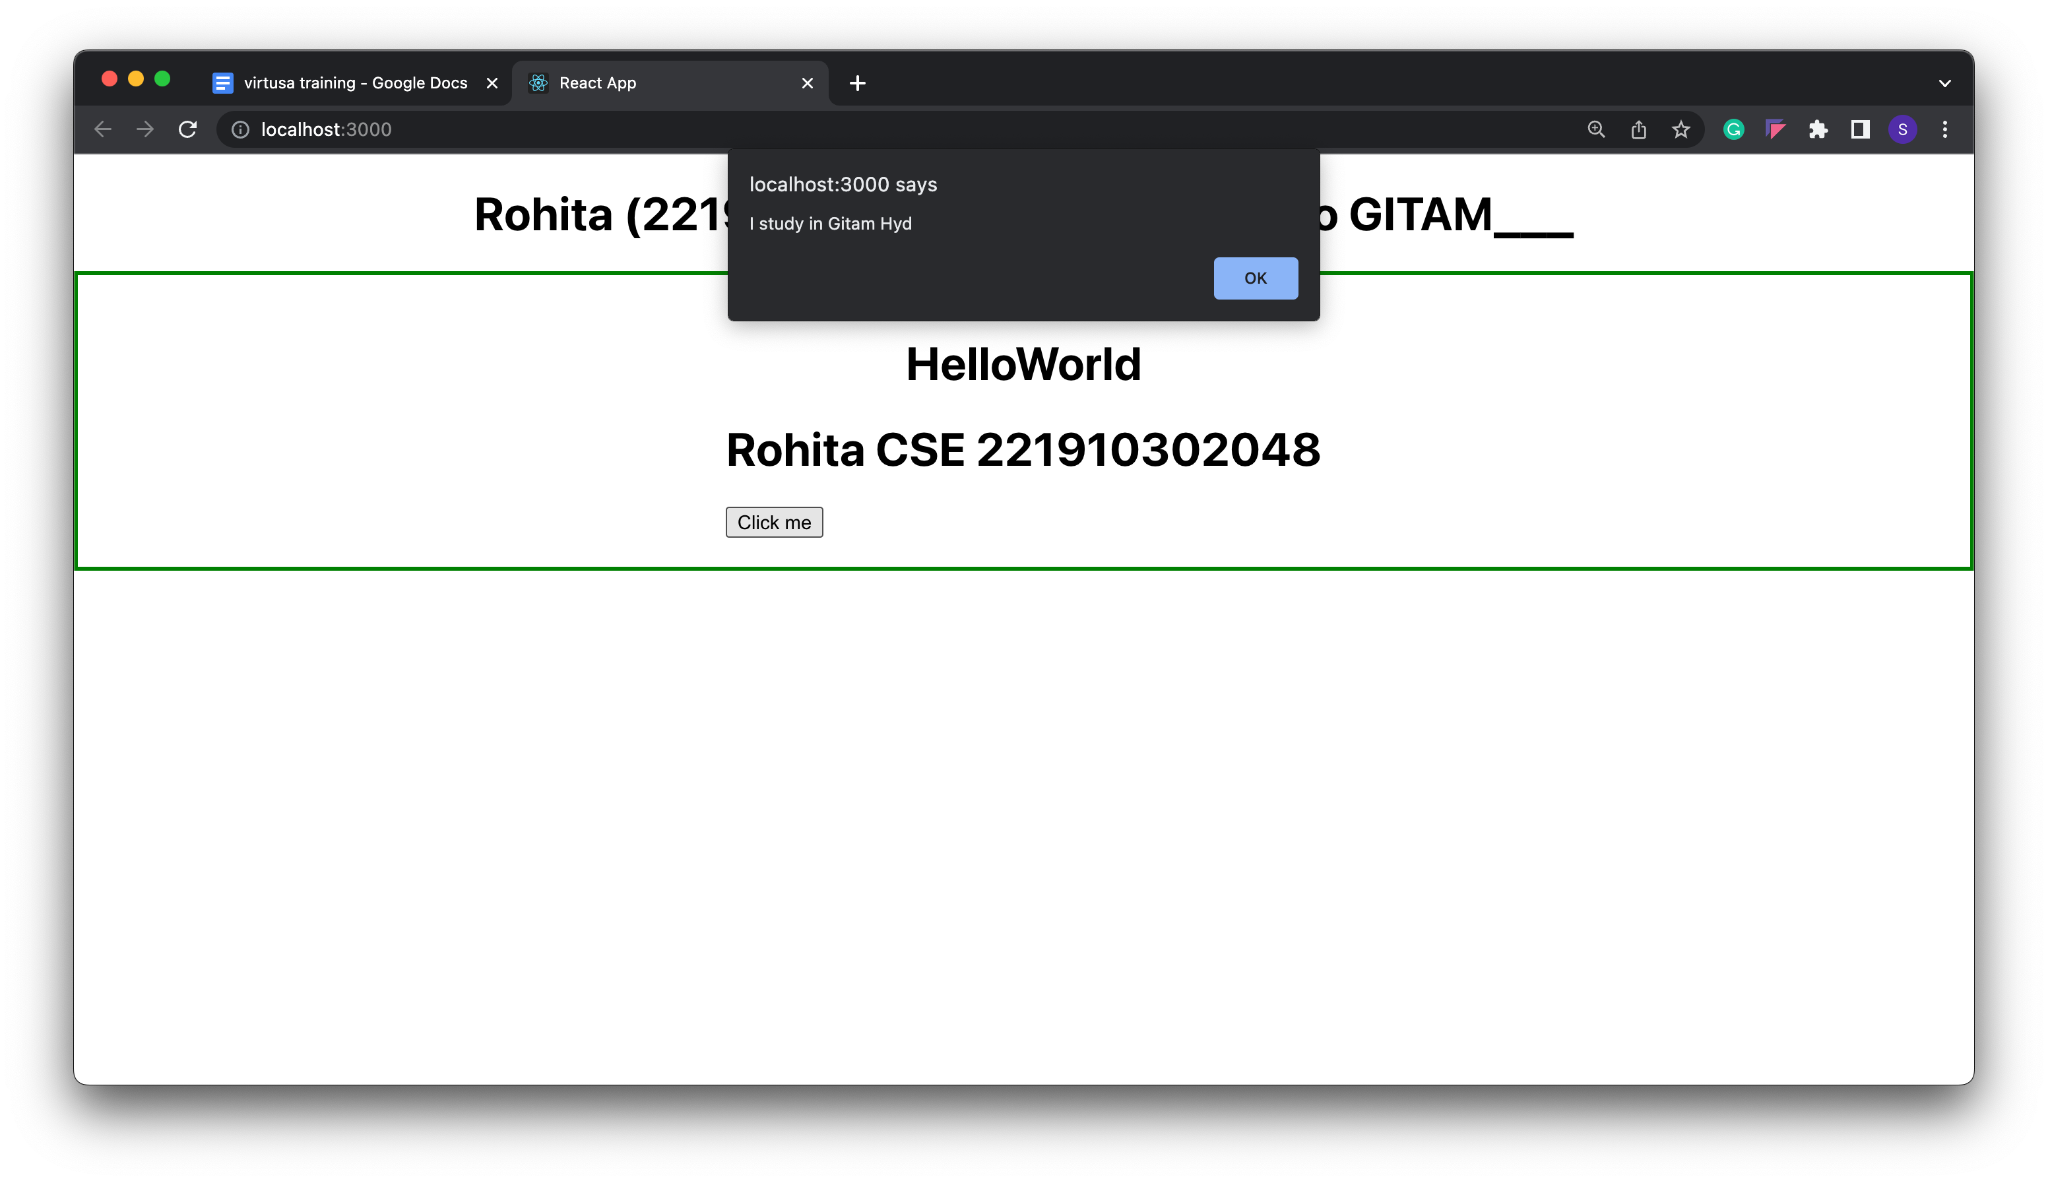 virtusa training - Google Docs
React App
localhost:3000
S
localhost:3000 says
I study in Gitam Hyd
OK
Rohita (221 GITAM___
HelloWorld
Rohita CSE 221910302048
Click me